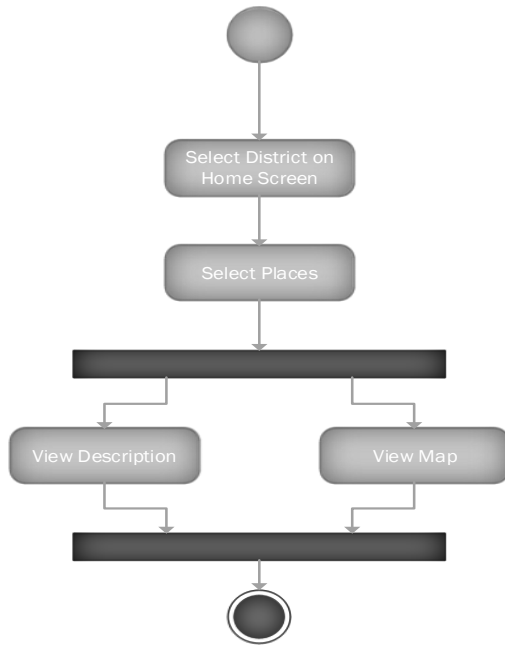 Select District on
Home Screen
Select Places
View Description
View Map